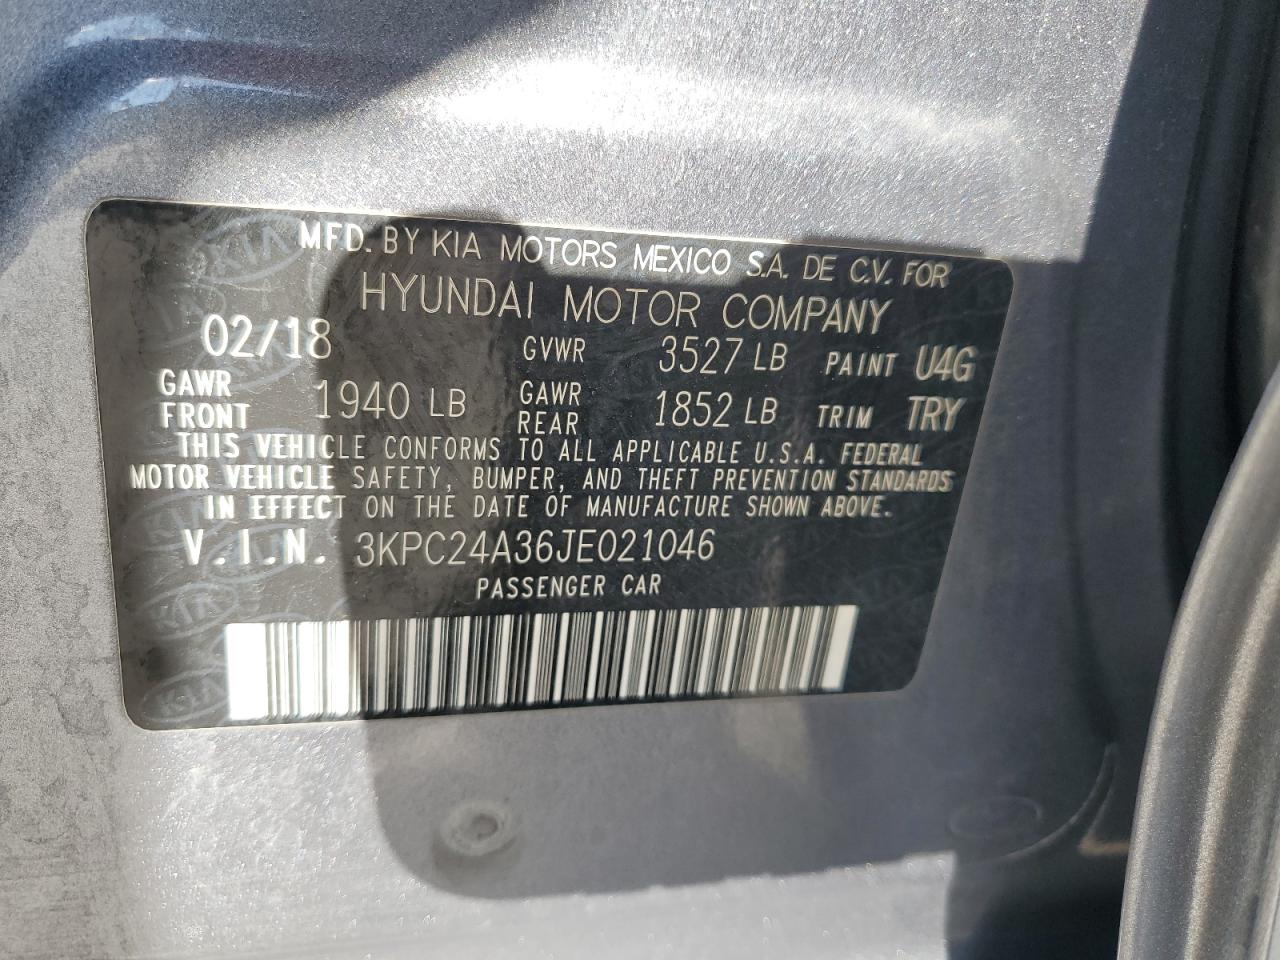 MFD. BY KIA MOTORS MEXICO S.A. DE C.V. FOR
HYUNDAI MOTOR COMPANY
02/18 GVWR 3527 LB PAINT U4G
GAWR FRONT 1940 LB GAWR REAR 1852 LB TRIM TRY
THIS VEHICLE CONFORMS TO ALL APPLICABLE U.S.A. FEDERAL
MOTOR VEHICLE SAFETY, BUMPER, AND THEFT PREVENTION STANDARDS
IN EFFECT ON THE DATE OF MANUFACTURE SHOWN ABOVE.
V.I.N. 3KPC24A36JE021046
PASSENGER CAR